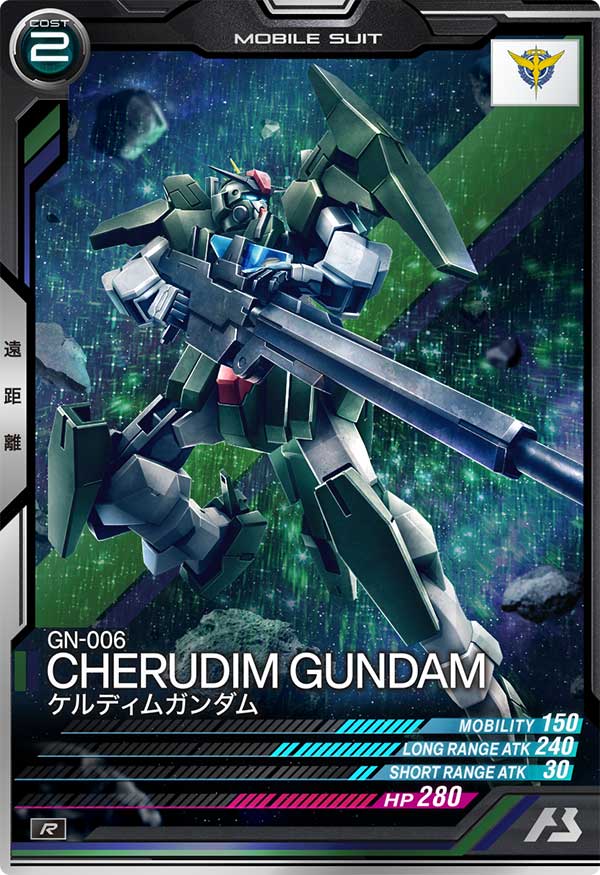 COST
2
MOBILE SUIT
遠距離
GN-006
CHERUDIM GUNDAM
ケルディムガンダム
MOBILITY 150
LONG RANGE ATK 240
SHORT RANGE ATK 30
HP 280
R